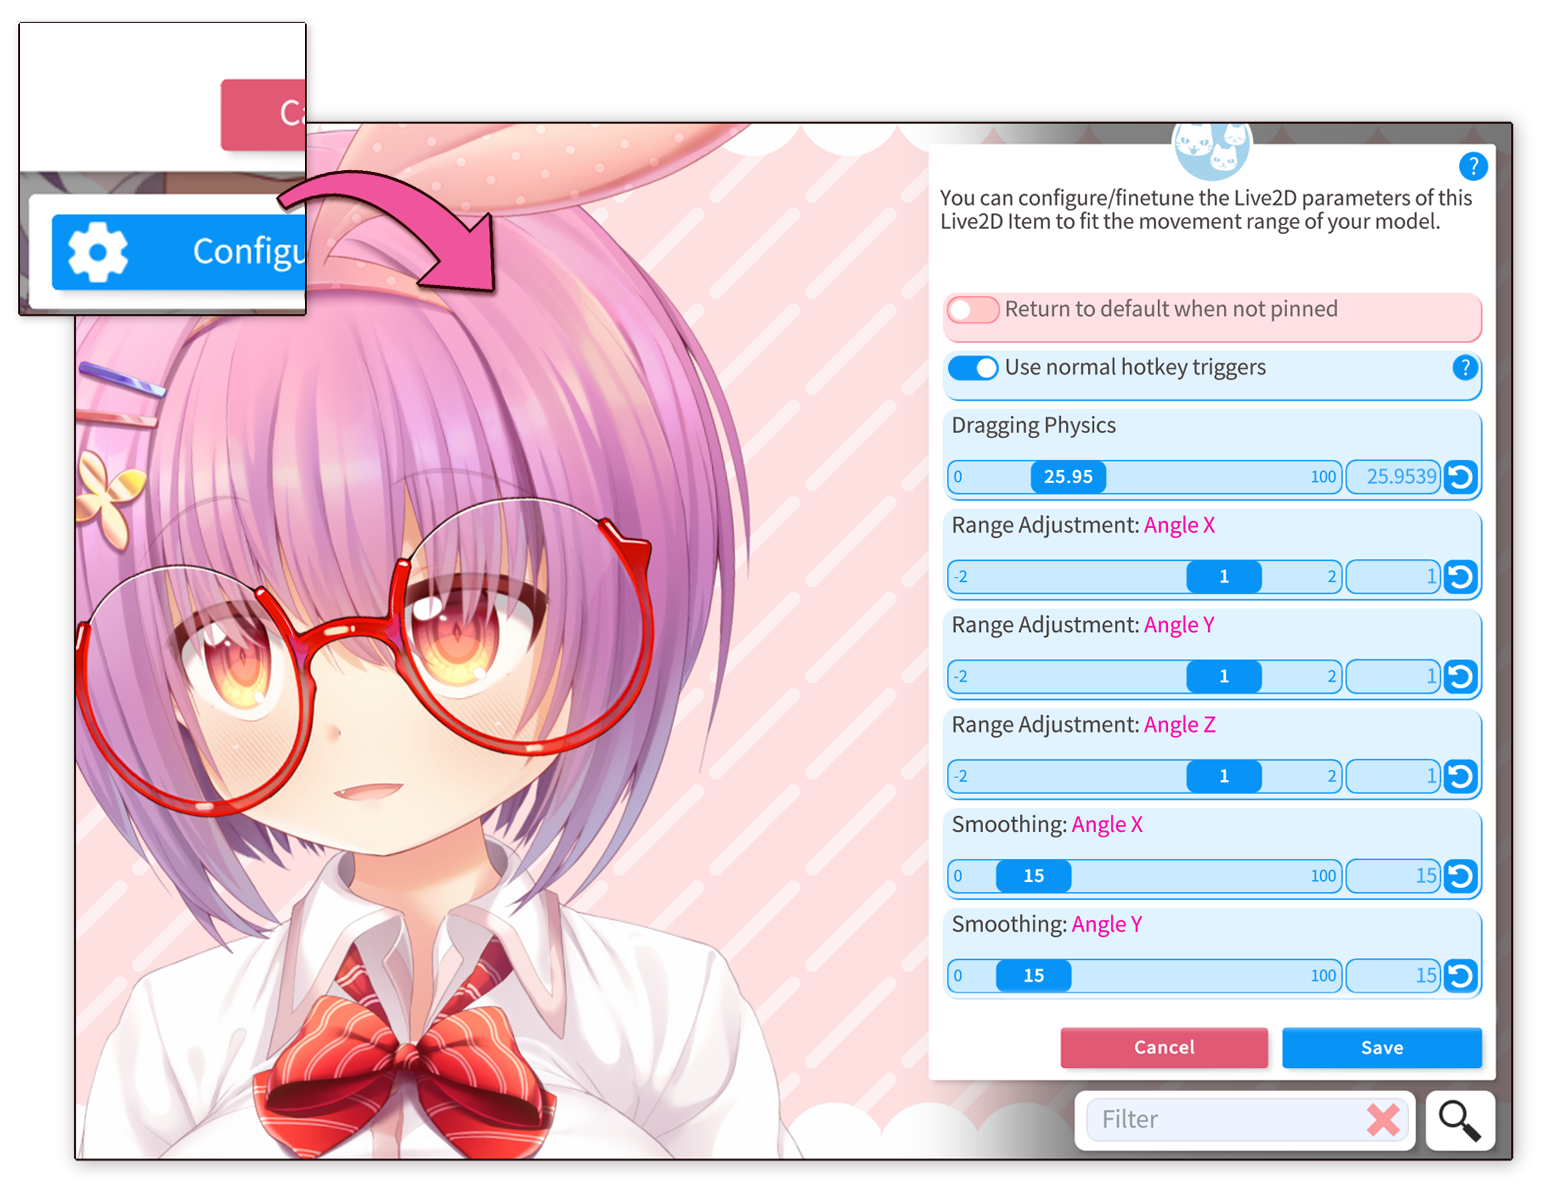 Ca
Configu
?
You can configure/finetune the Live2D parameters of this
Live2D Item to fit the movement range of your model.
Return to default when not pinned
Use normal hotkey triggers ?
Dragging Physics
0 25.95 100 25.9539
Range Adjustment: Angle X
-2 1 2 1
Range Adjustment: Angle Y
-2 1 2 1
Range Adjustment: Angle Z
-2 1 2 1
Smoothing: Angle X
0 15 100 15
Smoothing: Angle Y
0 15 100 15
Cancel Save
Filter